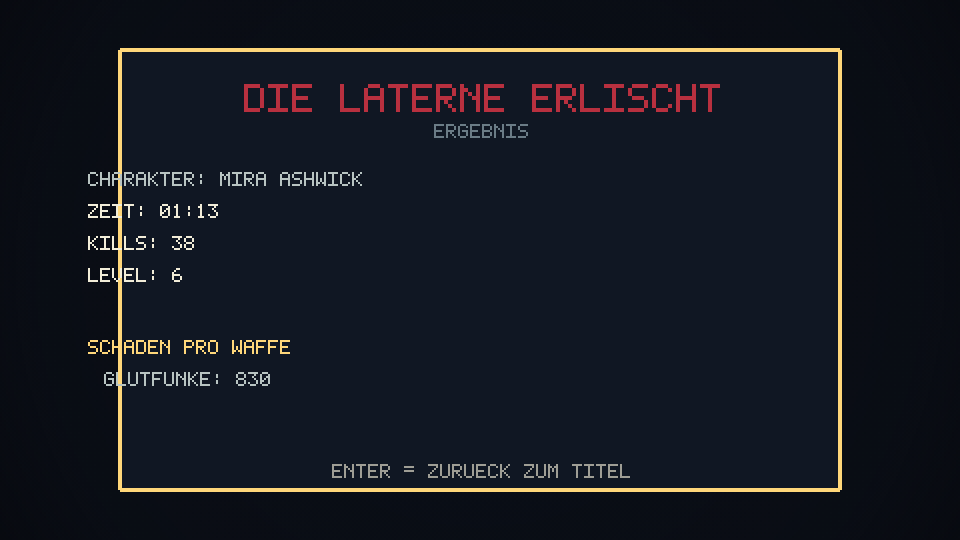 DIE LATERNE ERLISCHT
ERGEBNIS
CHARAKTER: MIRA ASHWICK
ZEIT: 01:13
KILLS: 38
LEVEL: 6
SCHADEN PRO WAFFE
GLUTFUNKE: 830
ENTER = ZURUECK ZUM TITEL